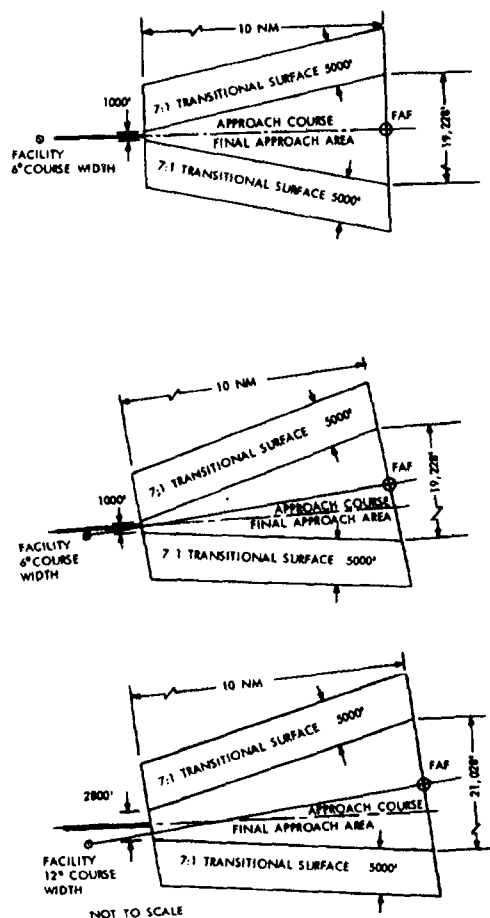 10 NM
7:1 TRANSITIONAL SURFACE 5000'
1000'
APPROACH COURSE
FAF
FINAL APPROACH AREA
19,228'
FACILITY
6° COURSE WIDTH
7:1 TRANSITIONAL SURFACE 5000'
10 NM
7:1 TRANSITIONAL SURFACE 5000'
FAF
19,228'
1000'
APPROACH COURSE
FINAL APPROACH AREA
FACILITY
6° COURSE
WIDTH
7 1 TRANSITIONAL SURFACE 5000'
10 NM
7:1 TRANSITIONAL SURFACE 5000'
FAF
21,028'
2800'
APPROACH COURSE
FINAL APPROACH AREA
FACILITY
12° COURSE
WIDTH
7:1 TRANSITIONAL SURFACE 5000'
NOT TO SCALE